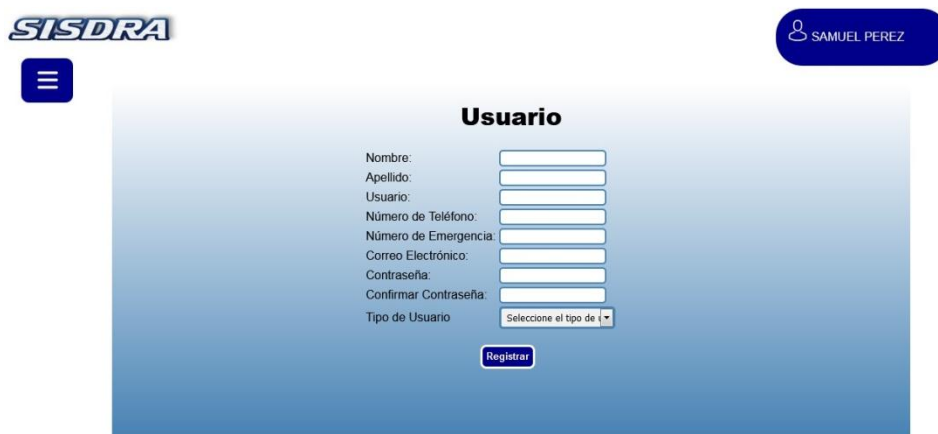 SISDRA
SAMUEL PEREZ
Usuario
Nombre:
Apellido:
Usuario:
Número de Teléfono:
Número de Emergencia:
Correo Electrónico:
Contraseña:
Confirmar Contraseña:
Tipo de Usuario
Seleccione el tipo de
Registrar